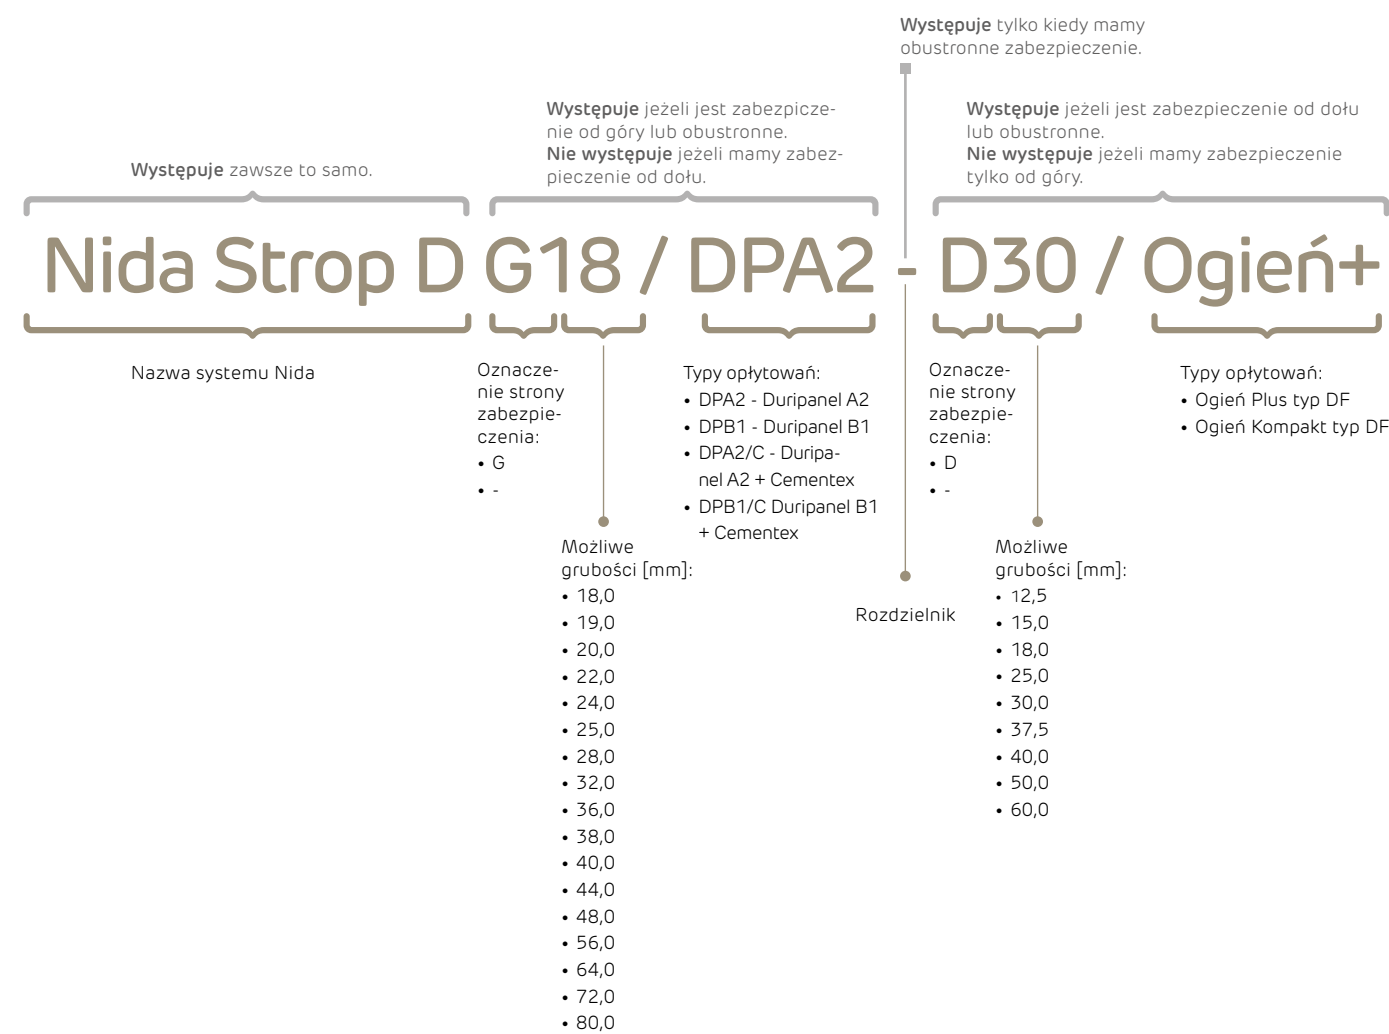 Występuje tylko kiedy mamy
obustronne zabezpieczenie.
Występuje zawsze to samo.
Występuje jeżeli jest zabezpicze-
nie od góry lub obustronne.
Nie występuje jeżeli mamy zabez-
pieczenie od dołu.
Występuje jeżeli jest zabezpieczenie od dołu
lub obustronne.
Nie występuje jeżeli mamy zabezpieczenie
tylko od góry.
Nida Strop D G18 / DPA2 - D30 / Ogień+
Nazwa systemu Nida
Oznacze-
nie strony
zabezpie-
czenia:
• G
• -
Możliwe
grubości [mm]:
• 18,0
• 19,0
• 20,0
• 22,0
• 24,0
• 25,0
• 28,0
• 32,0
• 36,0
• 38,0
• 40,0
• 44,0
• 48,0
• 56,0
• 64,0
• 72,0
• 80,0
Typy opłytowań:
• DPA2 - Duripanel A2
• DPB1 - Duripanel B1
• DPA2/C - Duripa-
nel A2 + Cementex
• DPB1/C Duripanel B1
+ Cementex
Rozdzielnik
Oznacze-
nie strony
zabezpie-
czenia:
• D
• -
Możliwe
grubości [mm]:
• 12,5
• 15,0
• 18,0
• 25,0
• 30,0
• 37,5
• 40,0
• 50,0
• 60,0
Typy opłytowań:
• Ogień Plus typ DF
• Ogień Kompakt typ DF